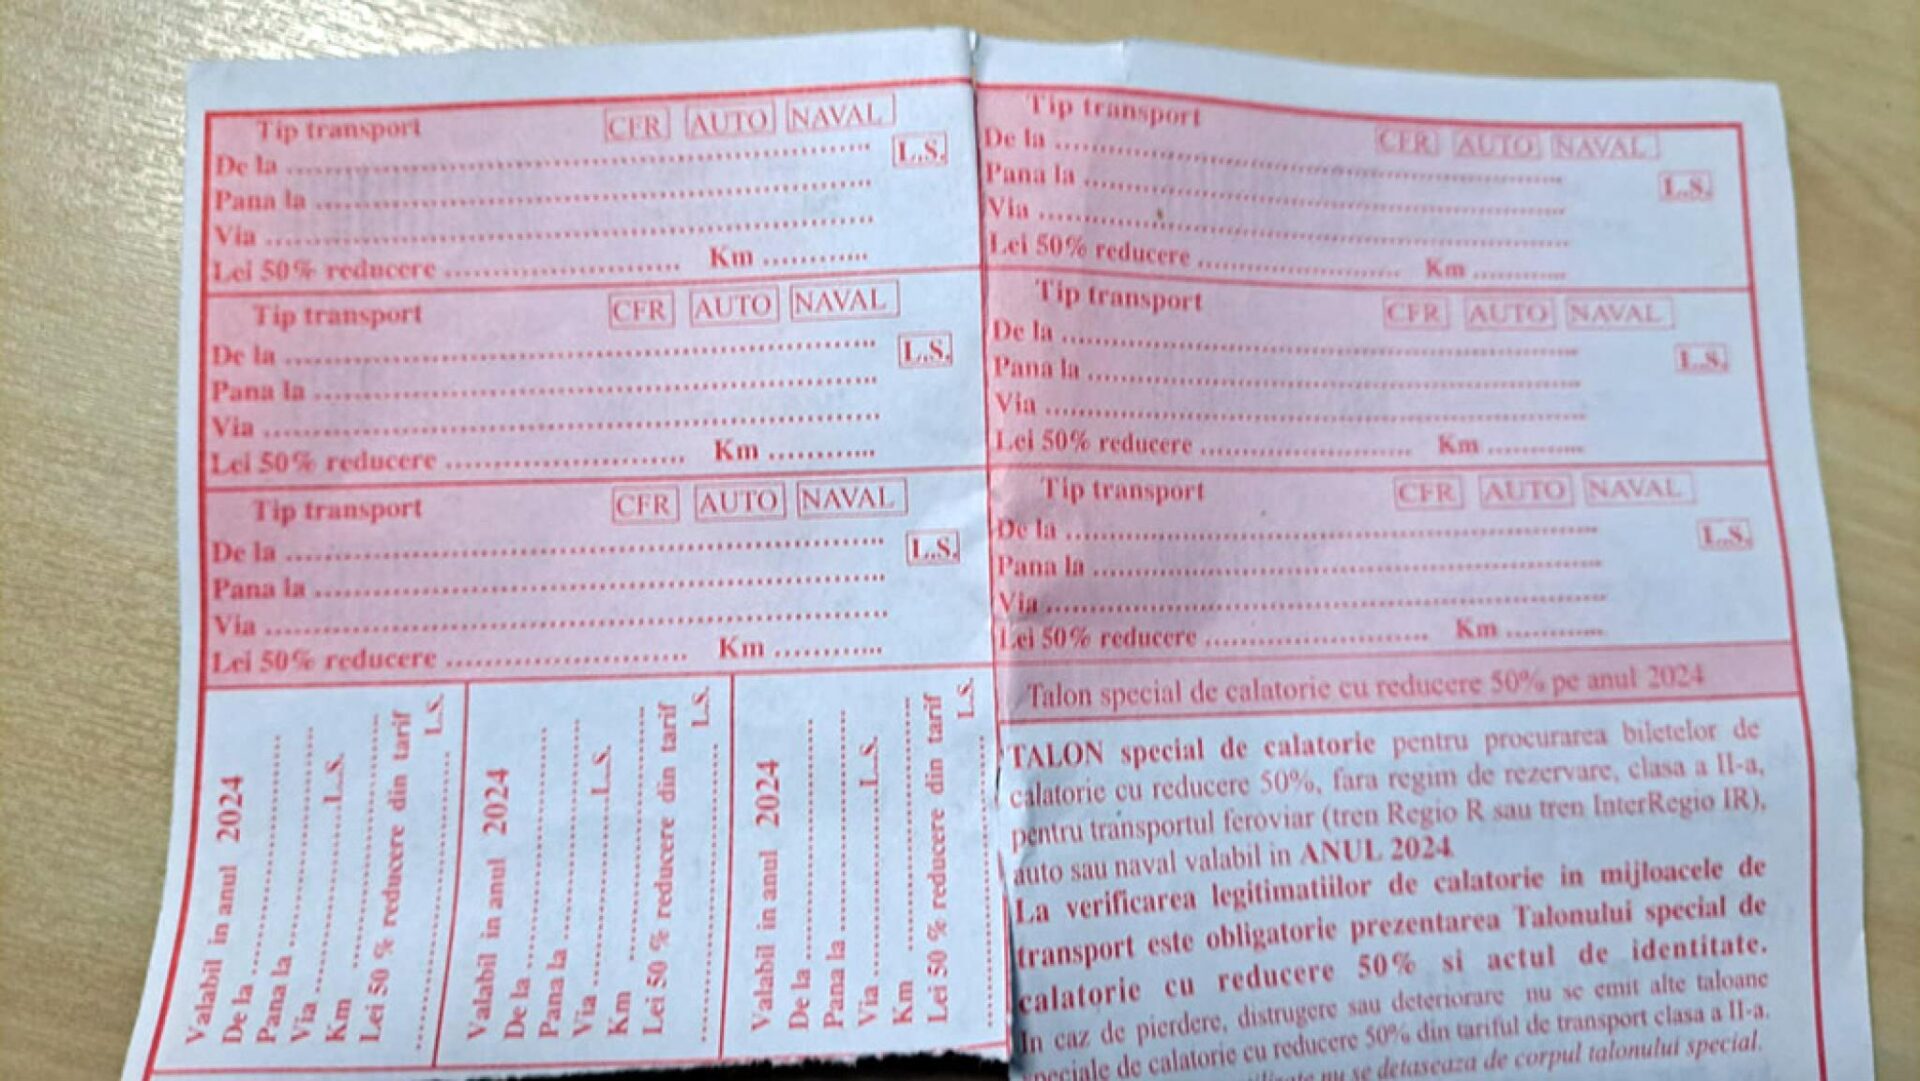 Tip transport CFR AUTO NAVAL
De la
L.S.
Pana la
Via
Lei 50% reducere Km
Tip transport CFR AUTO NAVAL
De la
L.S.
Pana la
Via
Lei 50% reducere Km
Tip transport CFR AUTO NAVAL
De la
L.S.
Pana la
Via
Lei 50% reducere Km
Valabil in anul 2024
De la
Pana la
Via L.S.
Km
Lei 50 % reducere din tarif
L.S.
Valabil in anul 2024
De la
Pana la
Via L.S.
Km
Lei 50 % reducere din tarif
L.S.
Valabil in anul 2024
De la
Pana la
Via L.S.
Km
Lei 50 % reducere din tarif
L.S.
Tip transport CFR AUTO NAVAL
De la
L.S.
Pana la
Via
Lei 50% reducere Km
Tip transport CFR AUTO NAVAL
De la
L.S.
Pana la
Via
Lei 50% reducere Km
Tip transport CFR AUTO NAVAL
De la
L.S.
Pana la
Via
Lei 50% reducere Km
Talon special de calatorie cu reducere 50% pe anul 2024
TALON special de calatorie pentru procurarea biletelor de
calatorie cu reducere 50%, fara regim de rezervare, clasa a II-a,
pentru transportul feroviar (tren Regio R sau tren InterRegio IR),
auto sau naval valabil in ANUL 2024
La verificarea legitimatiilor de calatorie in mijloacele de
transport este obligatorie prezentarea Talonului special de
calatorie cu reducere 50% si actul de identitate.
In caz de pierdere, distrugere sau deteriorare nu se emit alte taloane
speciale de calatorie cu reducere 50% din tariful de transport clasa a II-a.
nu se detaseaza de corpul talonului special.